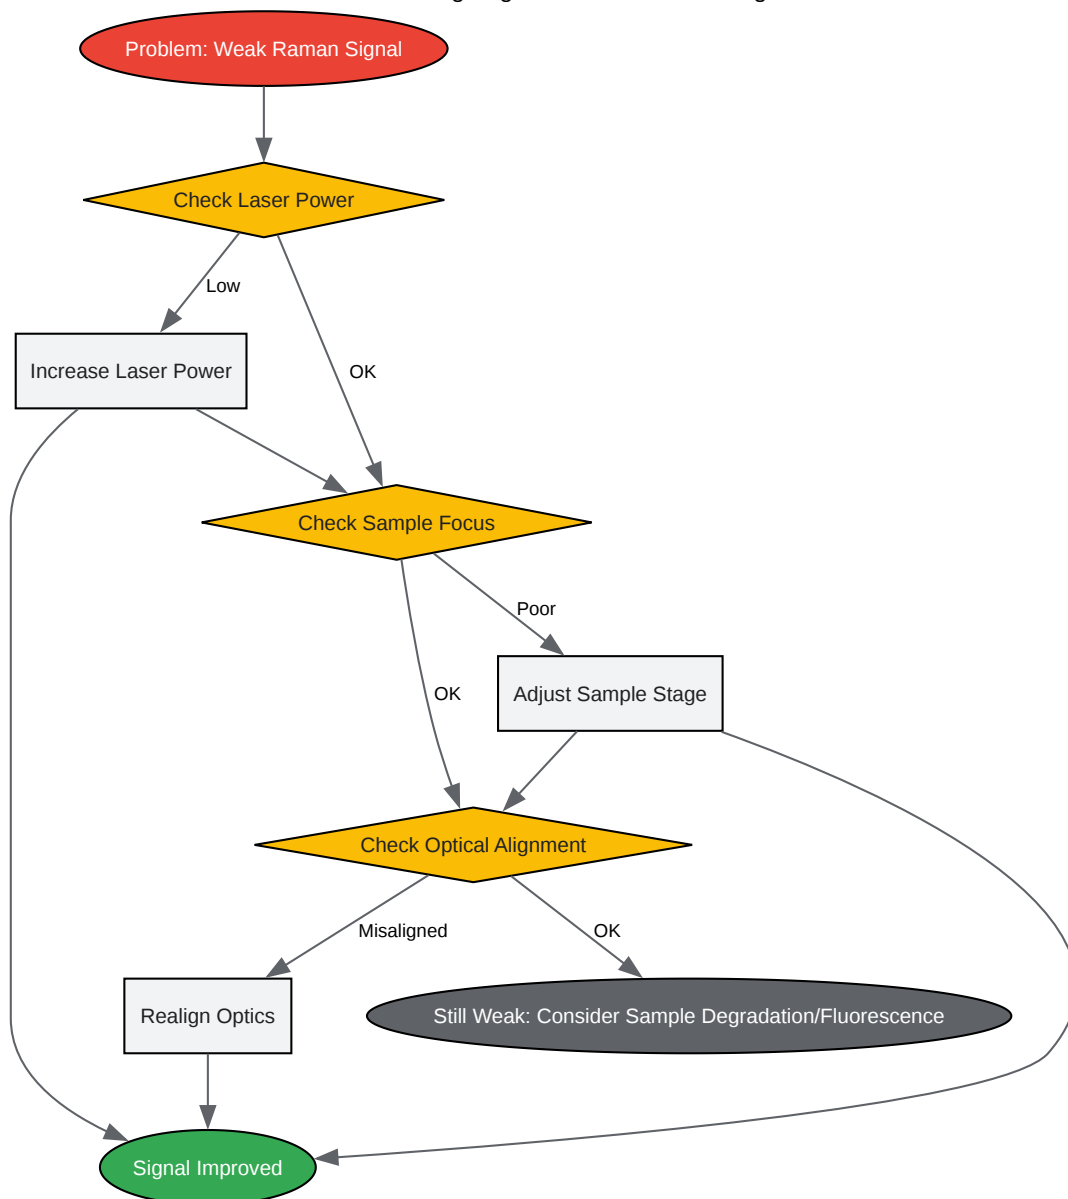 Problem: Weak Raman Signal
Check Laser Power
Low
Increase Laser Power
OK
Check Sample Focus
Poor
Adjust Sample Stage
OK
Check Optical Alignment
Misaligned
OK
Realign Optics
Still Weak: Consider Sample Degradation/Fluorescence
Signal Improved